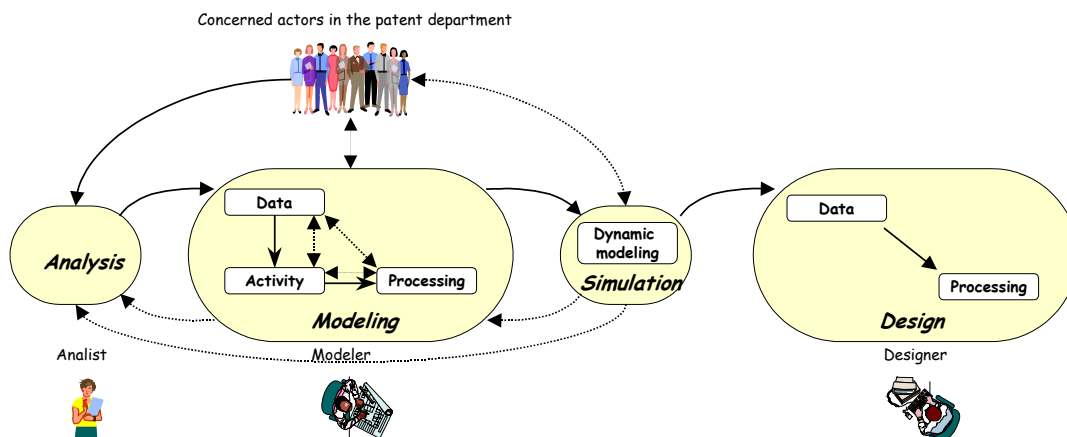 Concerned actors in the patent department
Data
Activity
Processing
Analysis
Modeling
Dynamic
modeling
Simulation
Data
Processing
Design
Analist
Modeler
Designer